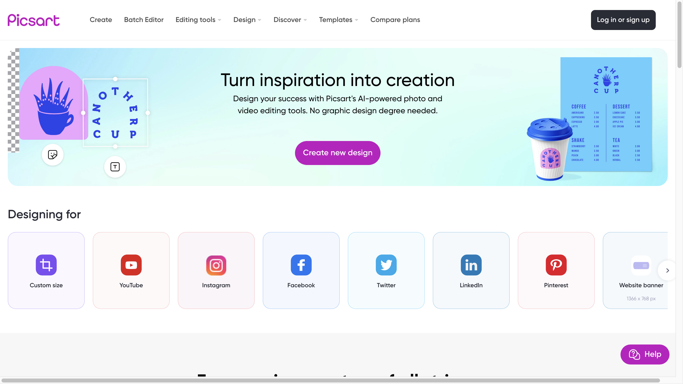 Picsart
Create
Batch Editor
Editing tools
Design
Discover
Templates
Compare plans
Log in or sign up
Turn inspiration into creation
Design your success with Picsart's AI-powered photo and
video editing tools. No graphic design degree needed.
Create new design
ANOTHER CUP
T
ANOTHER CUP
COFFEE
DESSERT
SHAKE
TEA
Designing for
Custom size
YouTube
Instagram
Facebook
Twitter
LinkedIn
Pinterest
Website banner
1366 x 768 px
Help